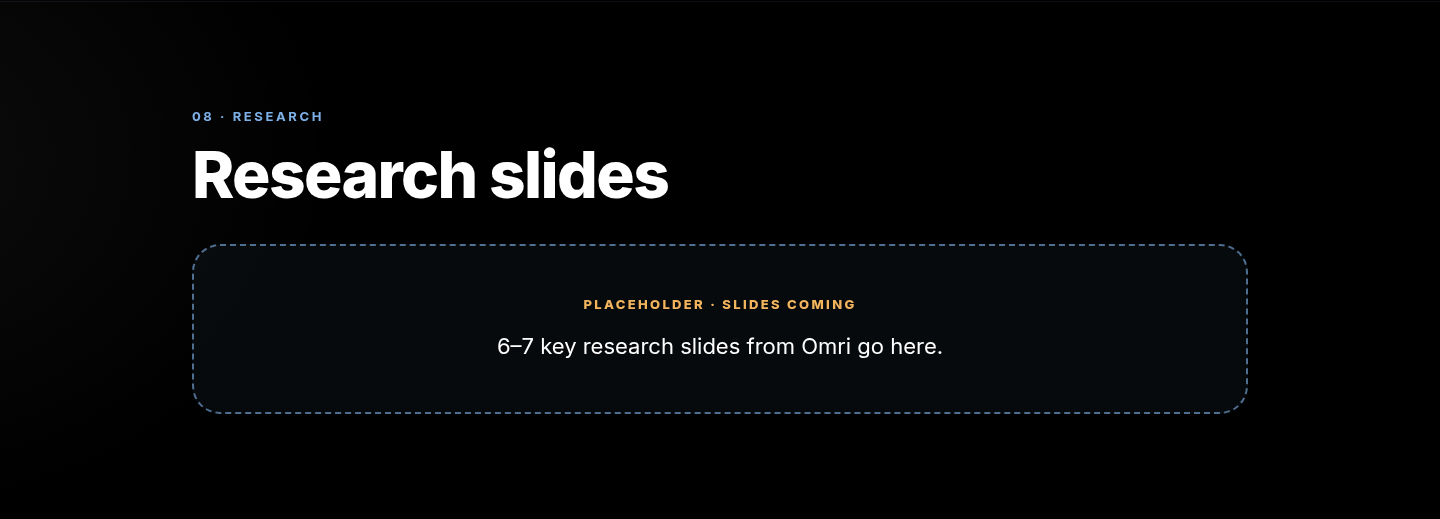 08 · RESEARCH
Research slides
PLACEHOLDER · SLIDES COMING
6–7 key research slides from Omri go here.